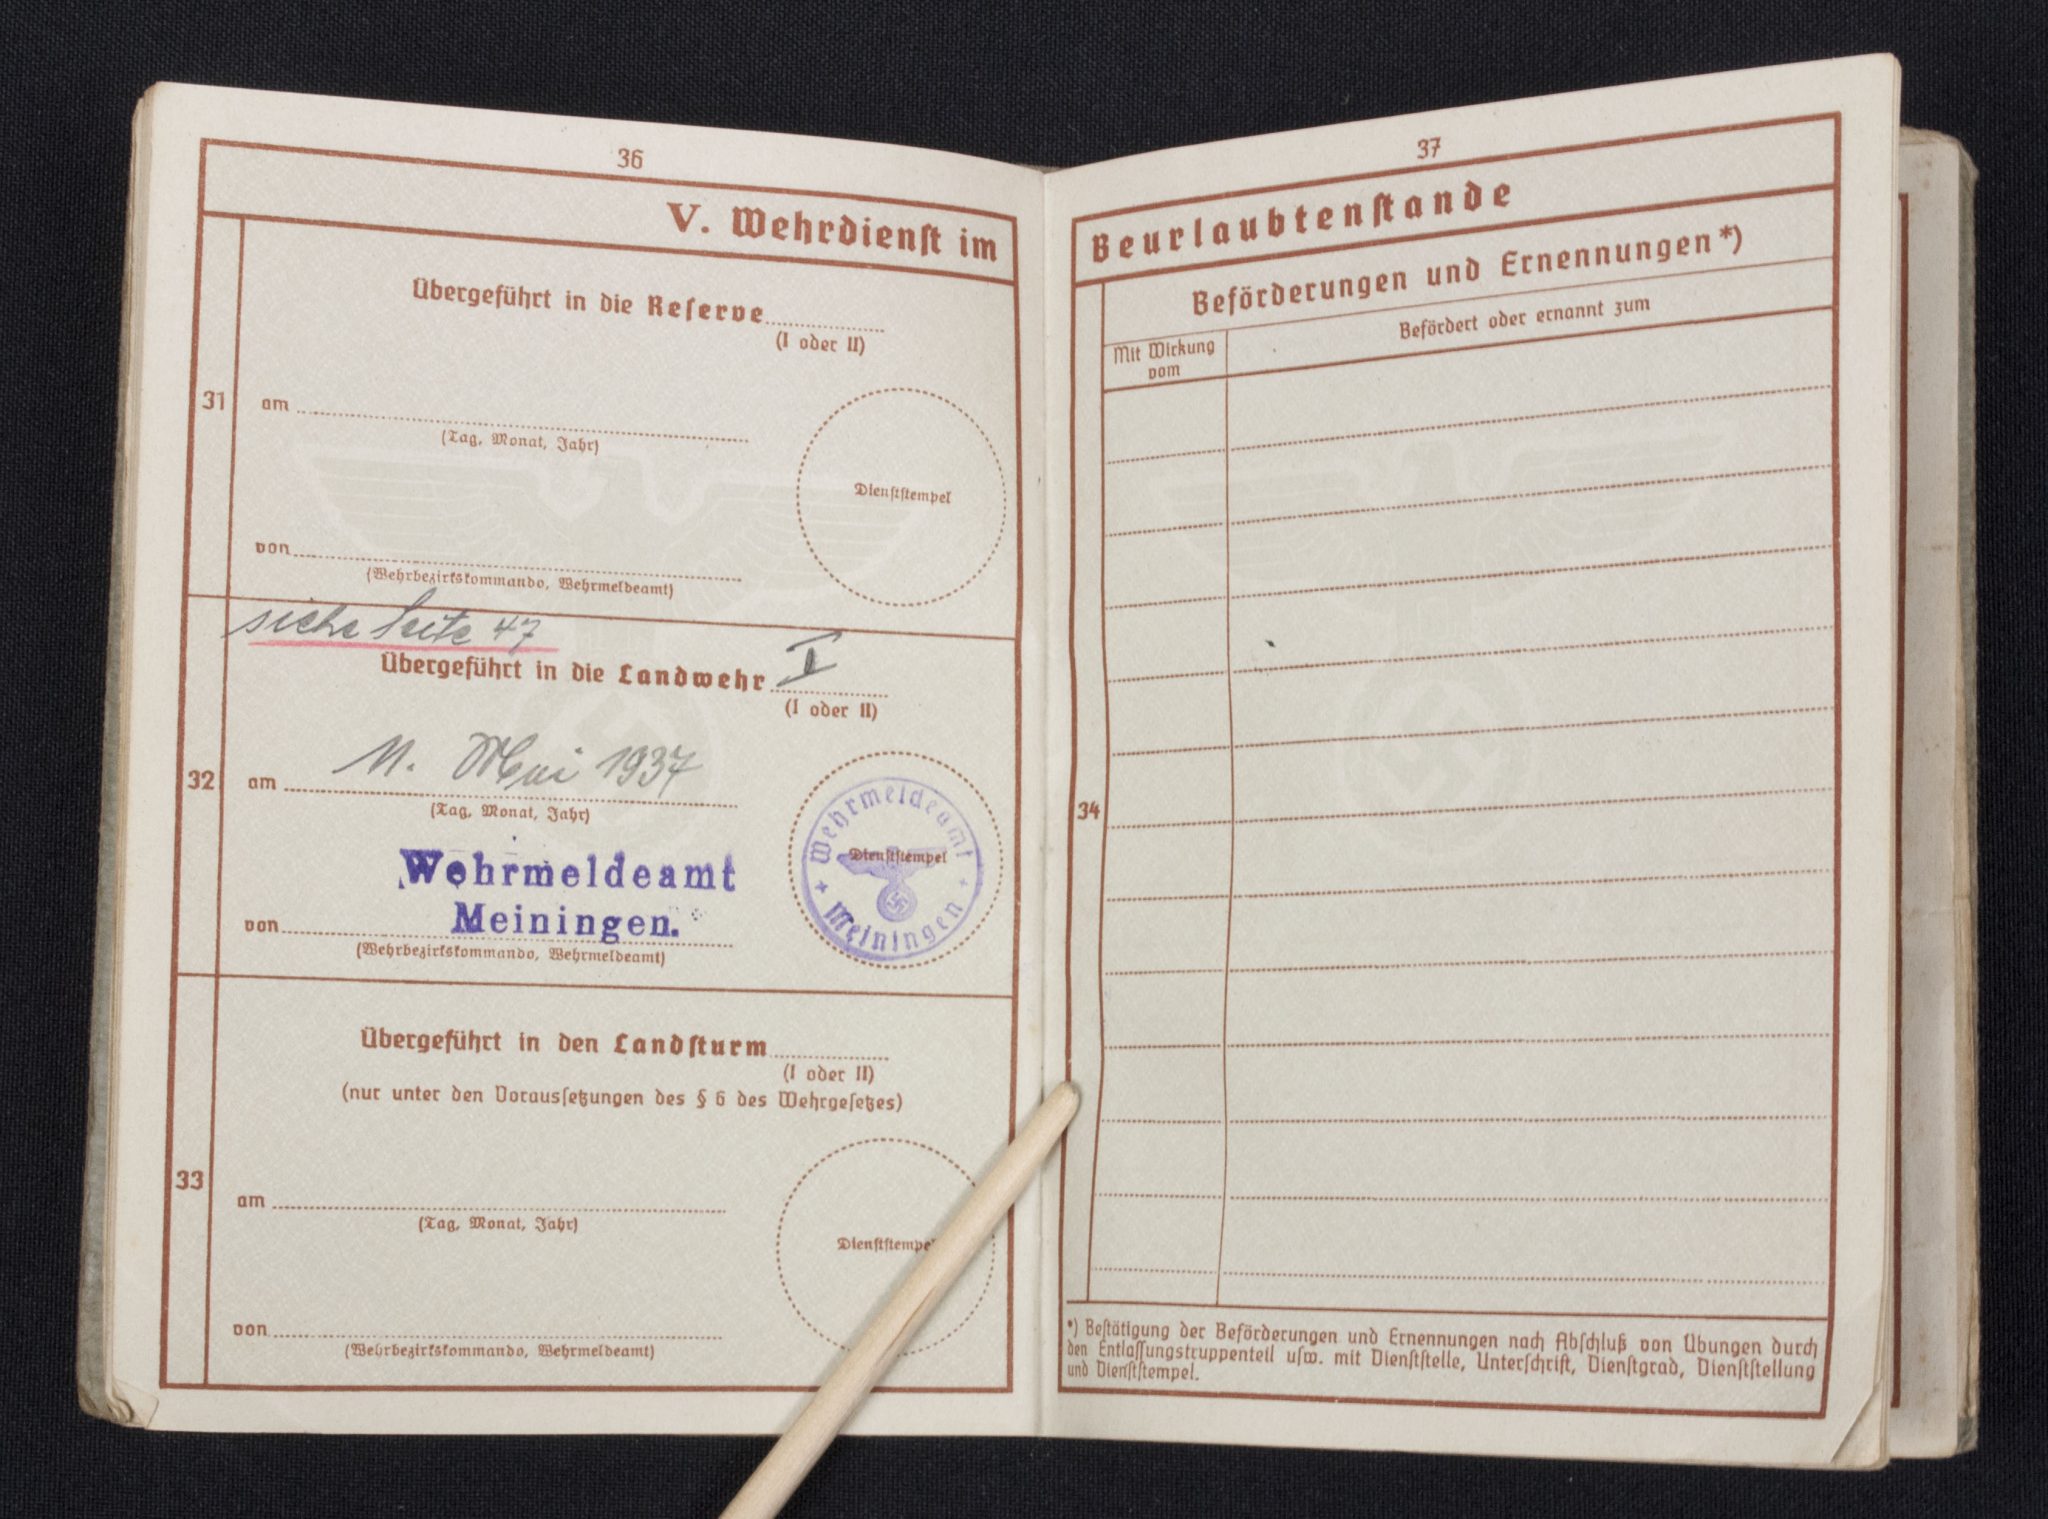 36
V. Wehrdienst im
31
Übergeführt in die Reserve
(I oder II)
am
(Tag, Monat, Jahr)
Dienststempel
von
(Wehrbezirkskommando, Wehrmeldeamt)
siehe Seite 47
32
Übergeführt in die Landwehr I
(I oder II)
am 11. Mai 1937
(Tag, Monat, Jahr)
Wehrmeldeamt
Dienststempel
Meiningen
Wehrmeldeamt
von Meiningen.
(Wehrbezirkskommando, Wehrmeldeamt)
33
Übergeführt in den Landsturm
(I oder II)
(nur unter den Voraussetzungen des § 6 des Wehrgesetzes)
am
(Tag, Monat, Jahr)
Dienststempel
von
(Wehrbezirkskommando, Wehrmeldeamt)
37
Beurlaubtenstande
Beförderungen und Ernennungen*)
Mit Wirkung
vom
Befördert oder ernannt zum
34
*) Bestätigung der Beförderungen und Ernennungen nach Abschluß von Übungen durch
den Entlassungstruppenteil usw. mit Dienststelle, Unterschrift, Dienstgrad, Dienststellung
und Dienststempel.